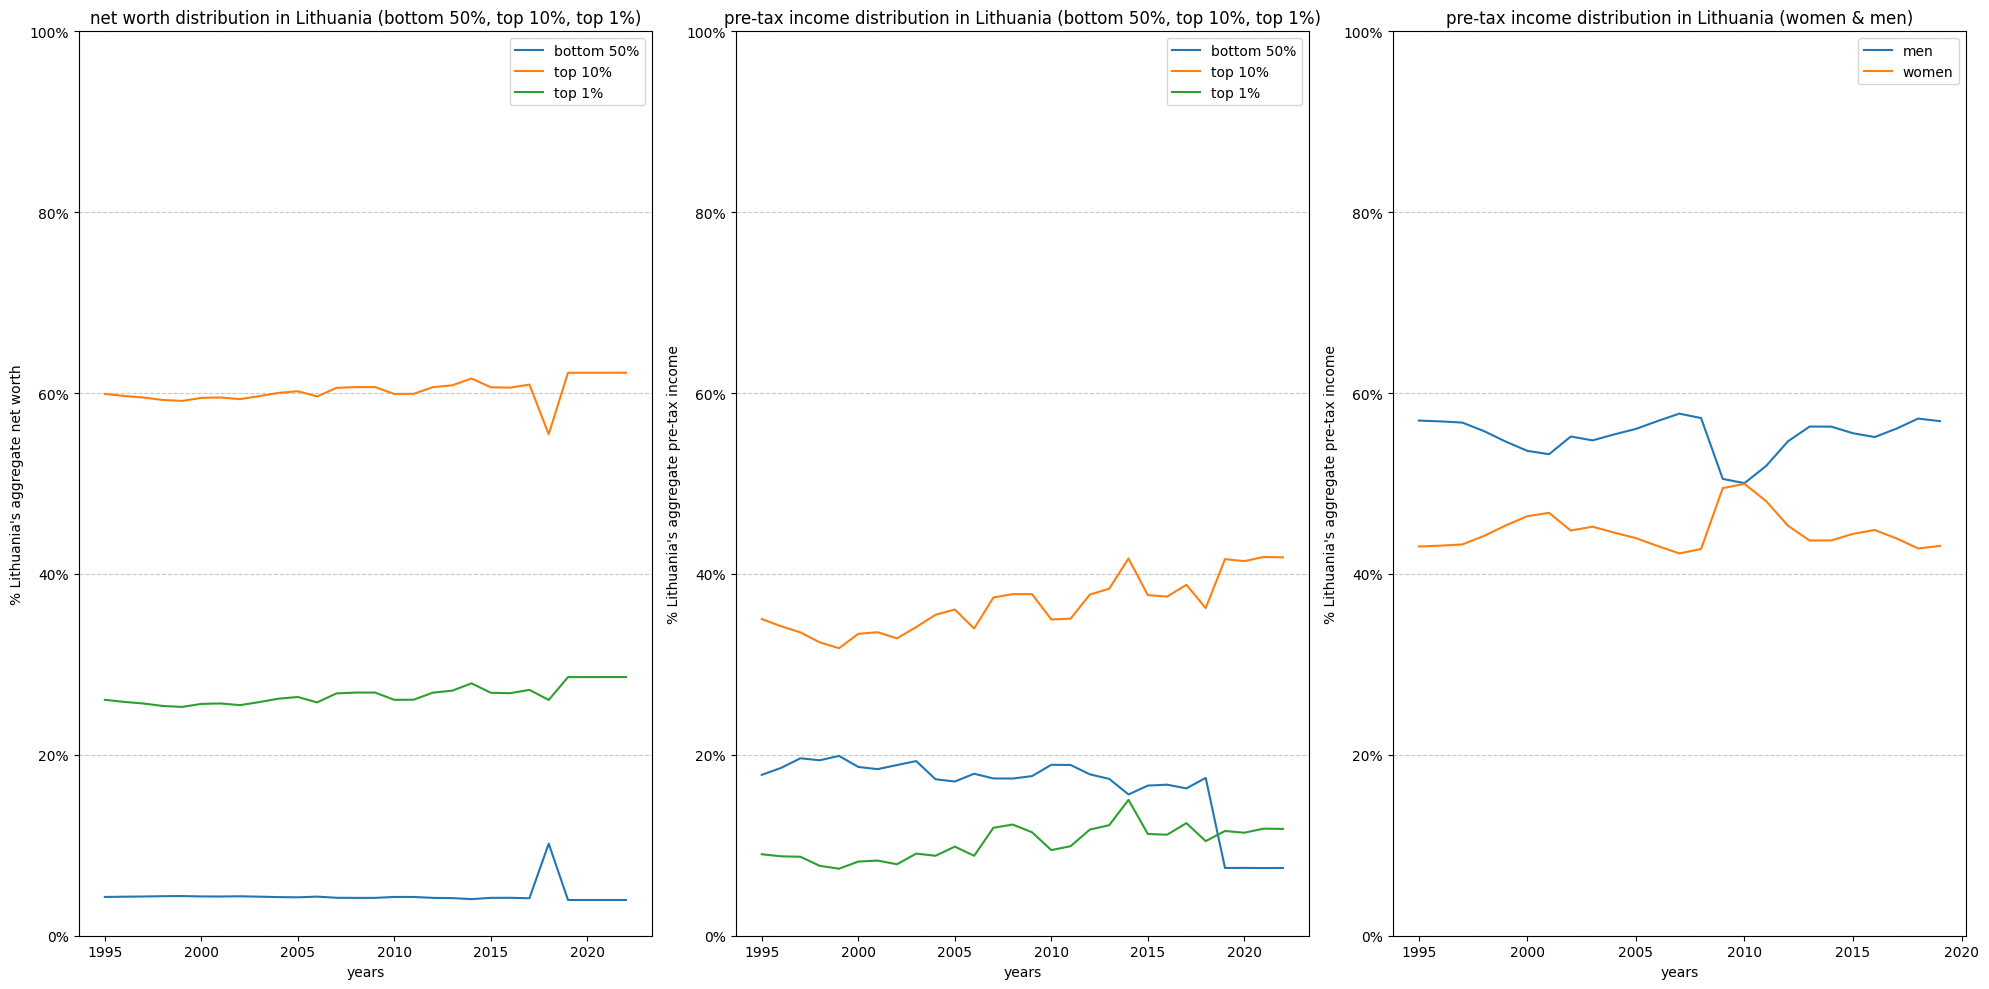 net worth distribution in Lithuania (bottom 50%, top 10%, top 1%)
% Lithuania's aggregate net worth
100%
80%
60%
40%
20%
0%
bottom 50%
top 10%
top 1%
1995 2000 2005 2010 2015 2020
years
pre-tax income distribution in Lithuania (bottom 50%, top 10%, top 1%)
% Lithuania's aggregate pre-tax income
100%
80%
60%
40%
20%
0%
bottom 50%
top 10%
top 1%
1995 2000 2005 2010 2015 2020
years
pre-tax income distribution in Lithuania (women & men)
% Lithuania's aggregate pre-tax income
100%
80%
60%
40%
20%
0%
men
women
1995 2000 2005 2010 2015 2020
years